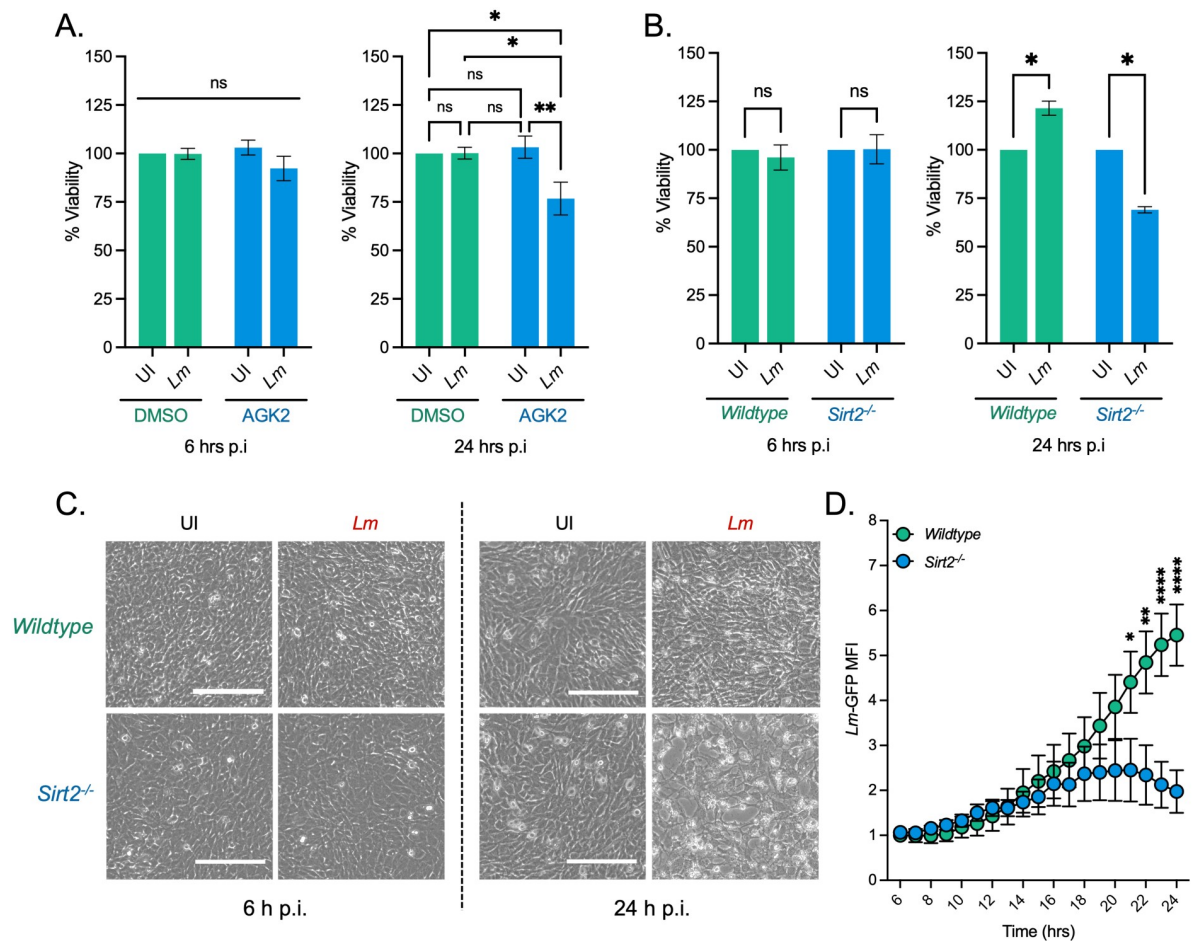 A.
150
125
100
75
50
25
0
% Viability
ns
UI
Lm
UI
Lm
DMSO
AGK2
6 hrs p.i
150
125
100
75
50
25
0
% Viability
*
*
ns
ns
ns
**
UI
Lm
UI
Lm
DMSO
AGK2
24 hrs p.i
B.
150
125
100
75
50
25
0
% Viability
ns
ns
UI
Lm
UI
Lm
Wildtype
Sirt2-/-
6 hrs p.i
150
125
100
75
50
25
0
% Viability
*
*
UI
Lm
UI
Lm
Wildtype
Sirt2-/-
24 hrs p.i
C.
UI
Lm
UI
Lm
Wildtype
Sirt2-/-
6 h p.i.
24 h p.i.
D.
8
7
6
5
4
3
2
1
0
Lm-GFP MFI
Wildtype
Sirt2-/-
*
**
****
****
6
8
10
12
14
16
18
20
22
24
Time (hrs)